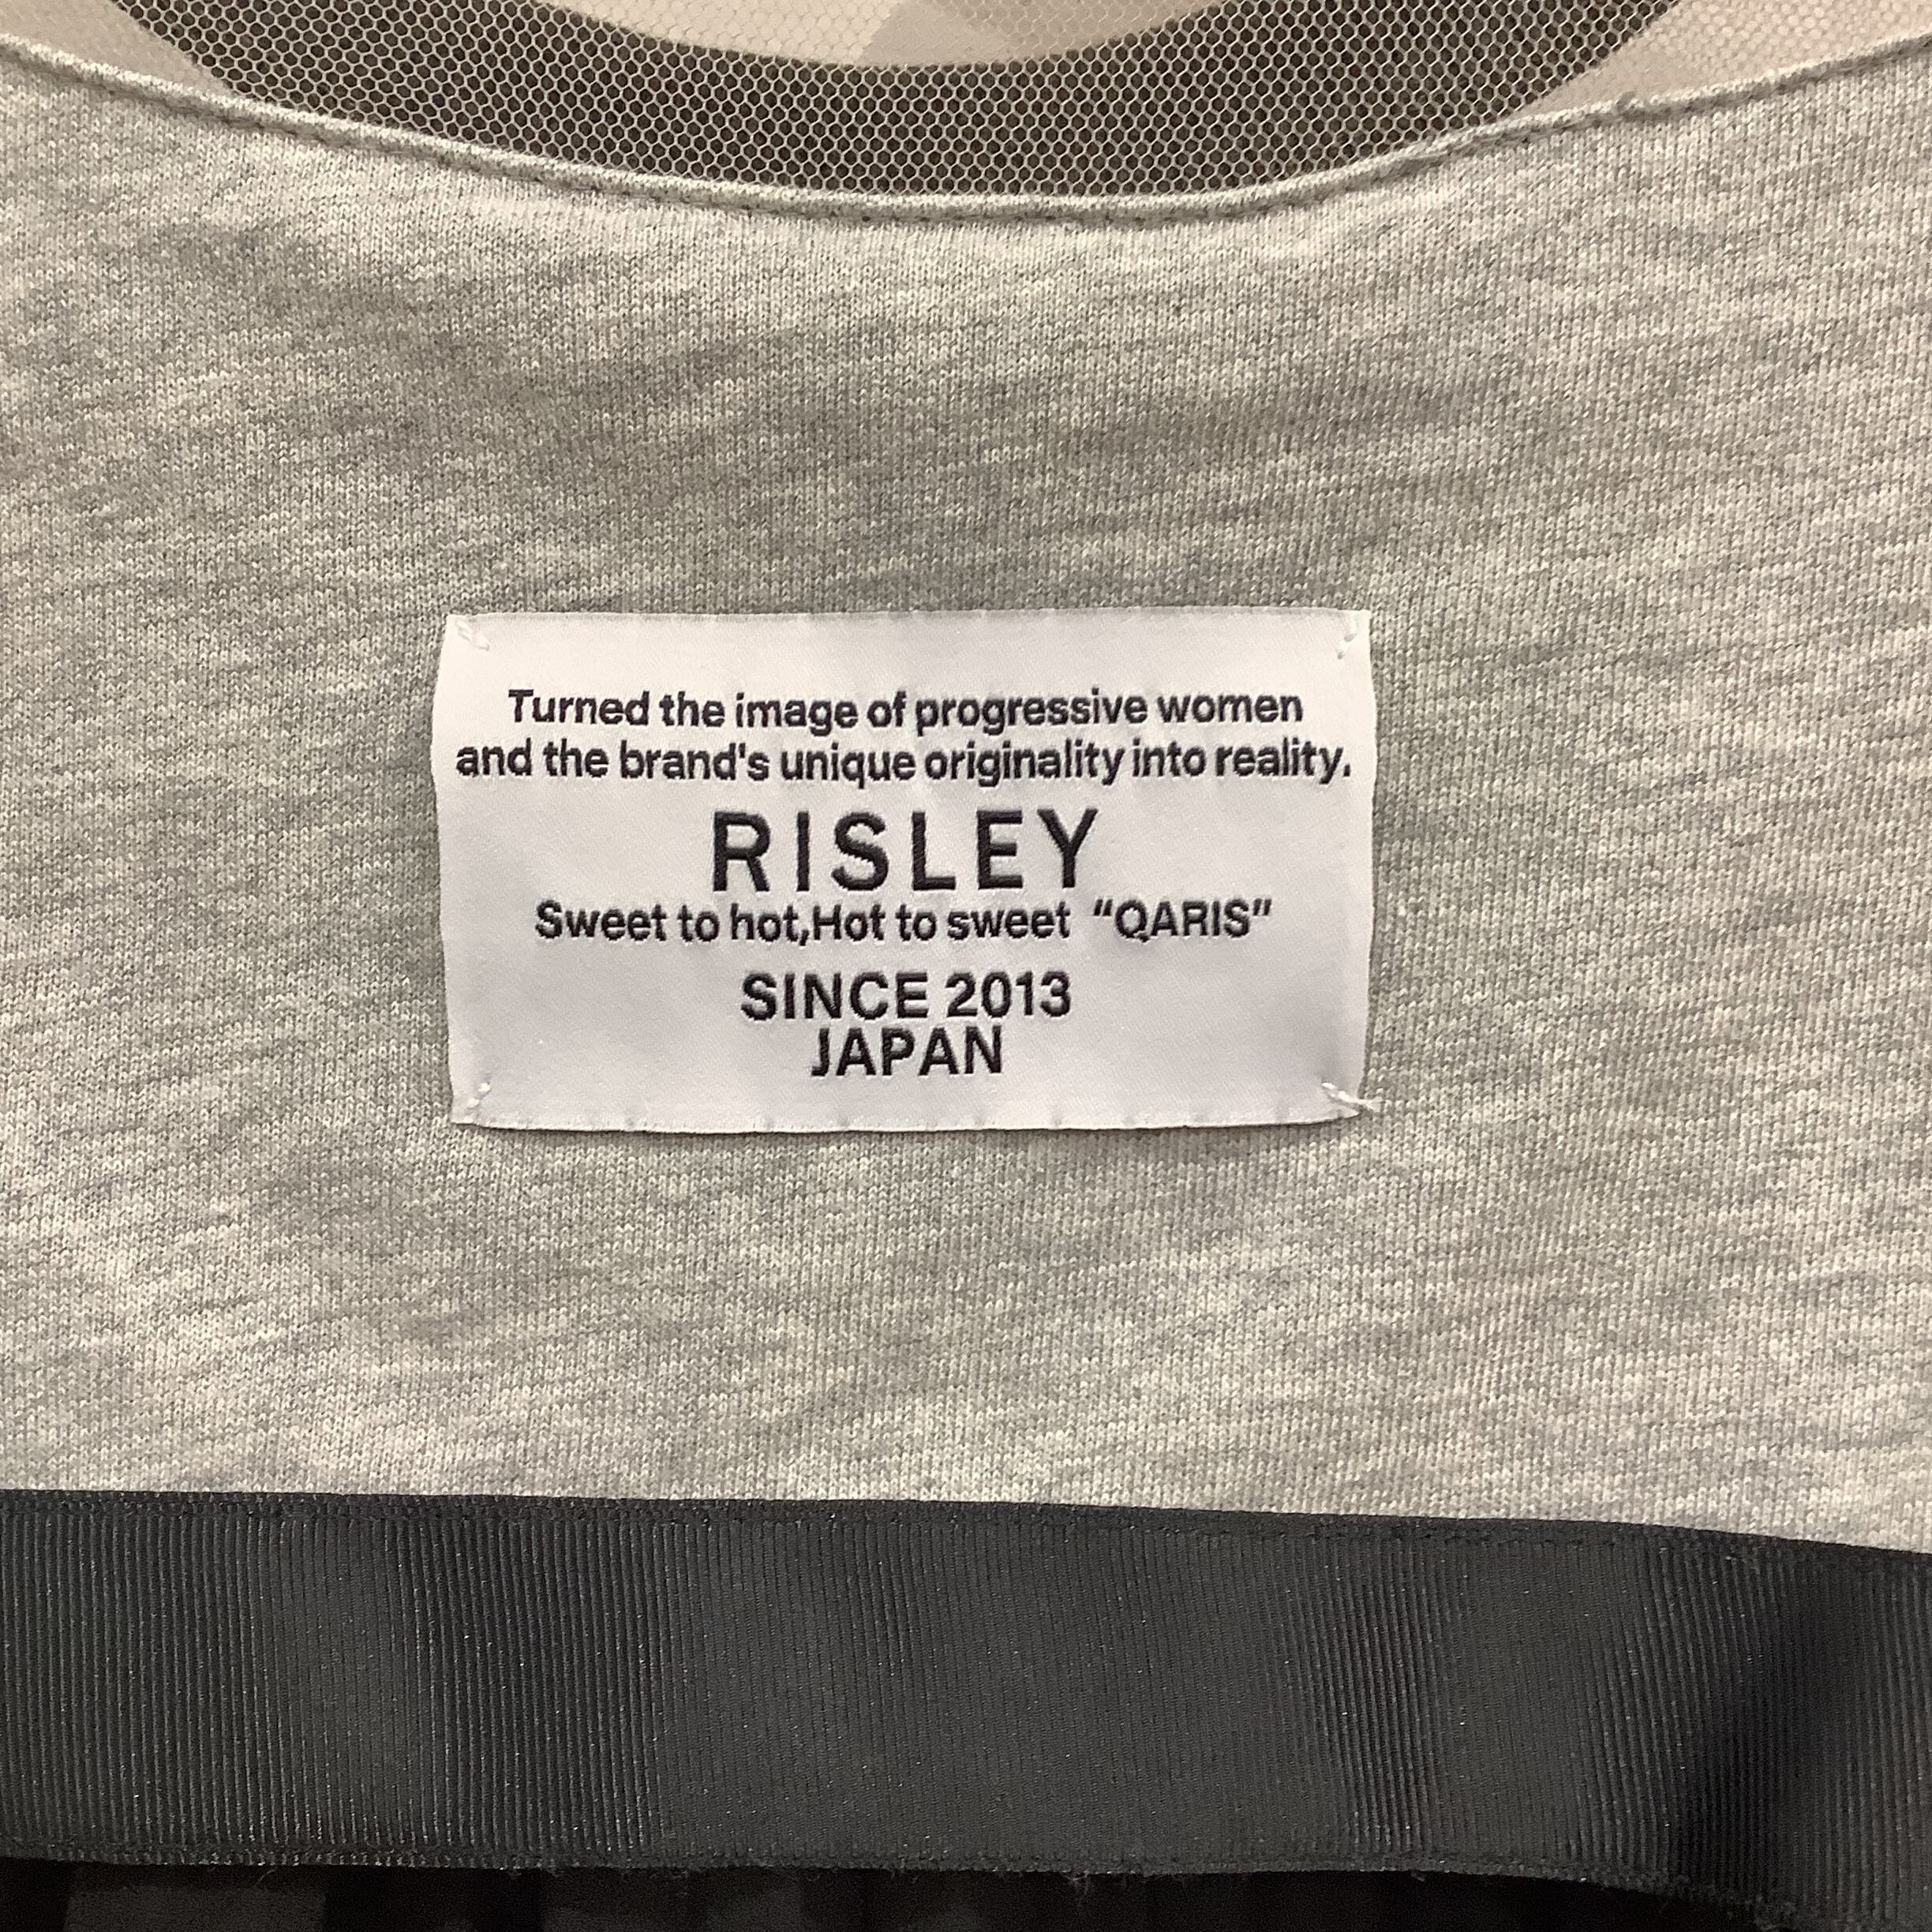 Turned the image of progressive women
and the brand's unique originality into reality.
RISLEY
Sweet to hot,Hot to sweet “QARIS”
SINCE 2013
JAPAN